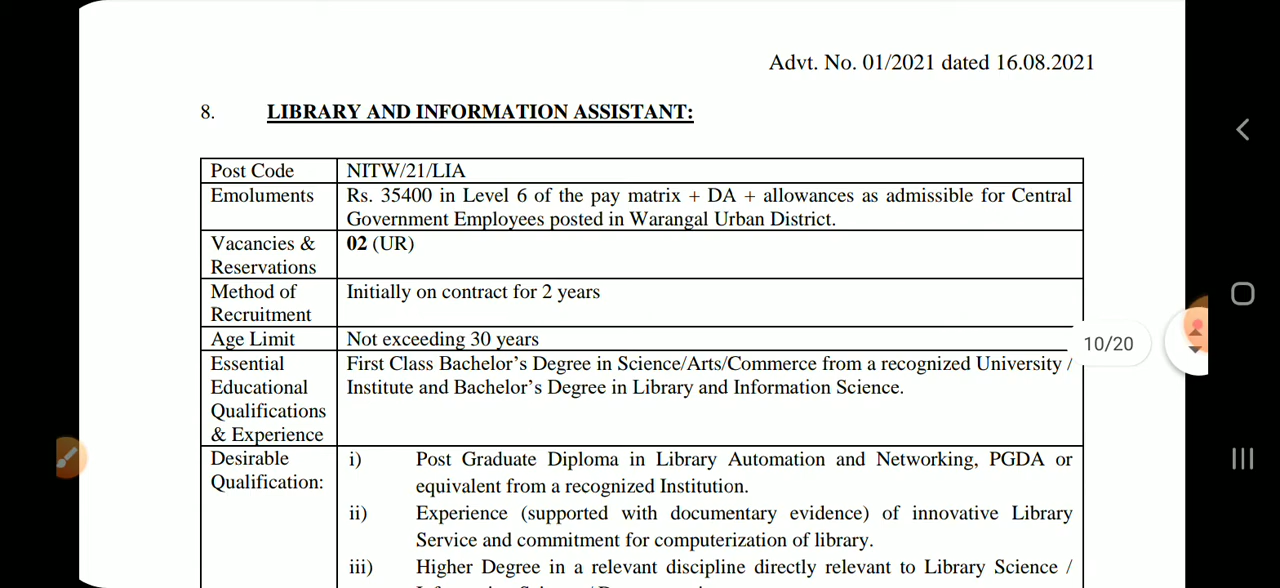 Advt. No. 01/2021 dated 16.08.2021
8. LIBRARY AND INFORMATION ASSISTANT:
Post Code NITW/21/LIA
Emoluments Rs. 35400 in Level 6 of the pay matrix + DA + allowances as admissible for Central
Government Employees posted in Warangal Urban District.
Vacancies & 02 (UR)
Reservations
Method of Initially on contract for 2 years
Recruitment
Age Limit Not exceeding 30 years
10/20
Essential First Class Bachelor's Degree in Science/Arts/Commerce from a recognized University /
Educational Institute and Bachelor's Degree in Library and Information Science.
Qualifications
& Experience
Desirable i) Post Graduate Diploma in Library Automation and Networking, PGDA or
Qualification: equivalent from a recognized Institution.
ii) Experience (supported with documentary evidence) of innovative Library
Service and commitment for computerization of library.
iii) Higher Degree in a relevant discipline directly relevant to Library Science /